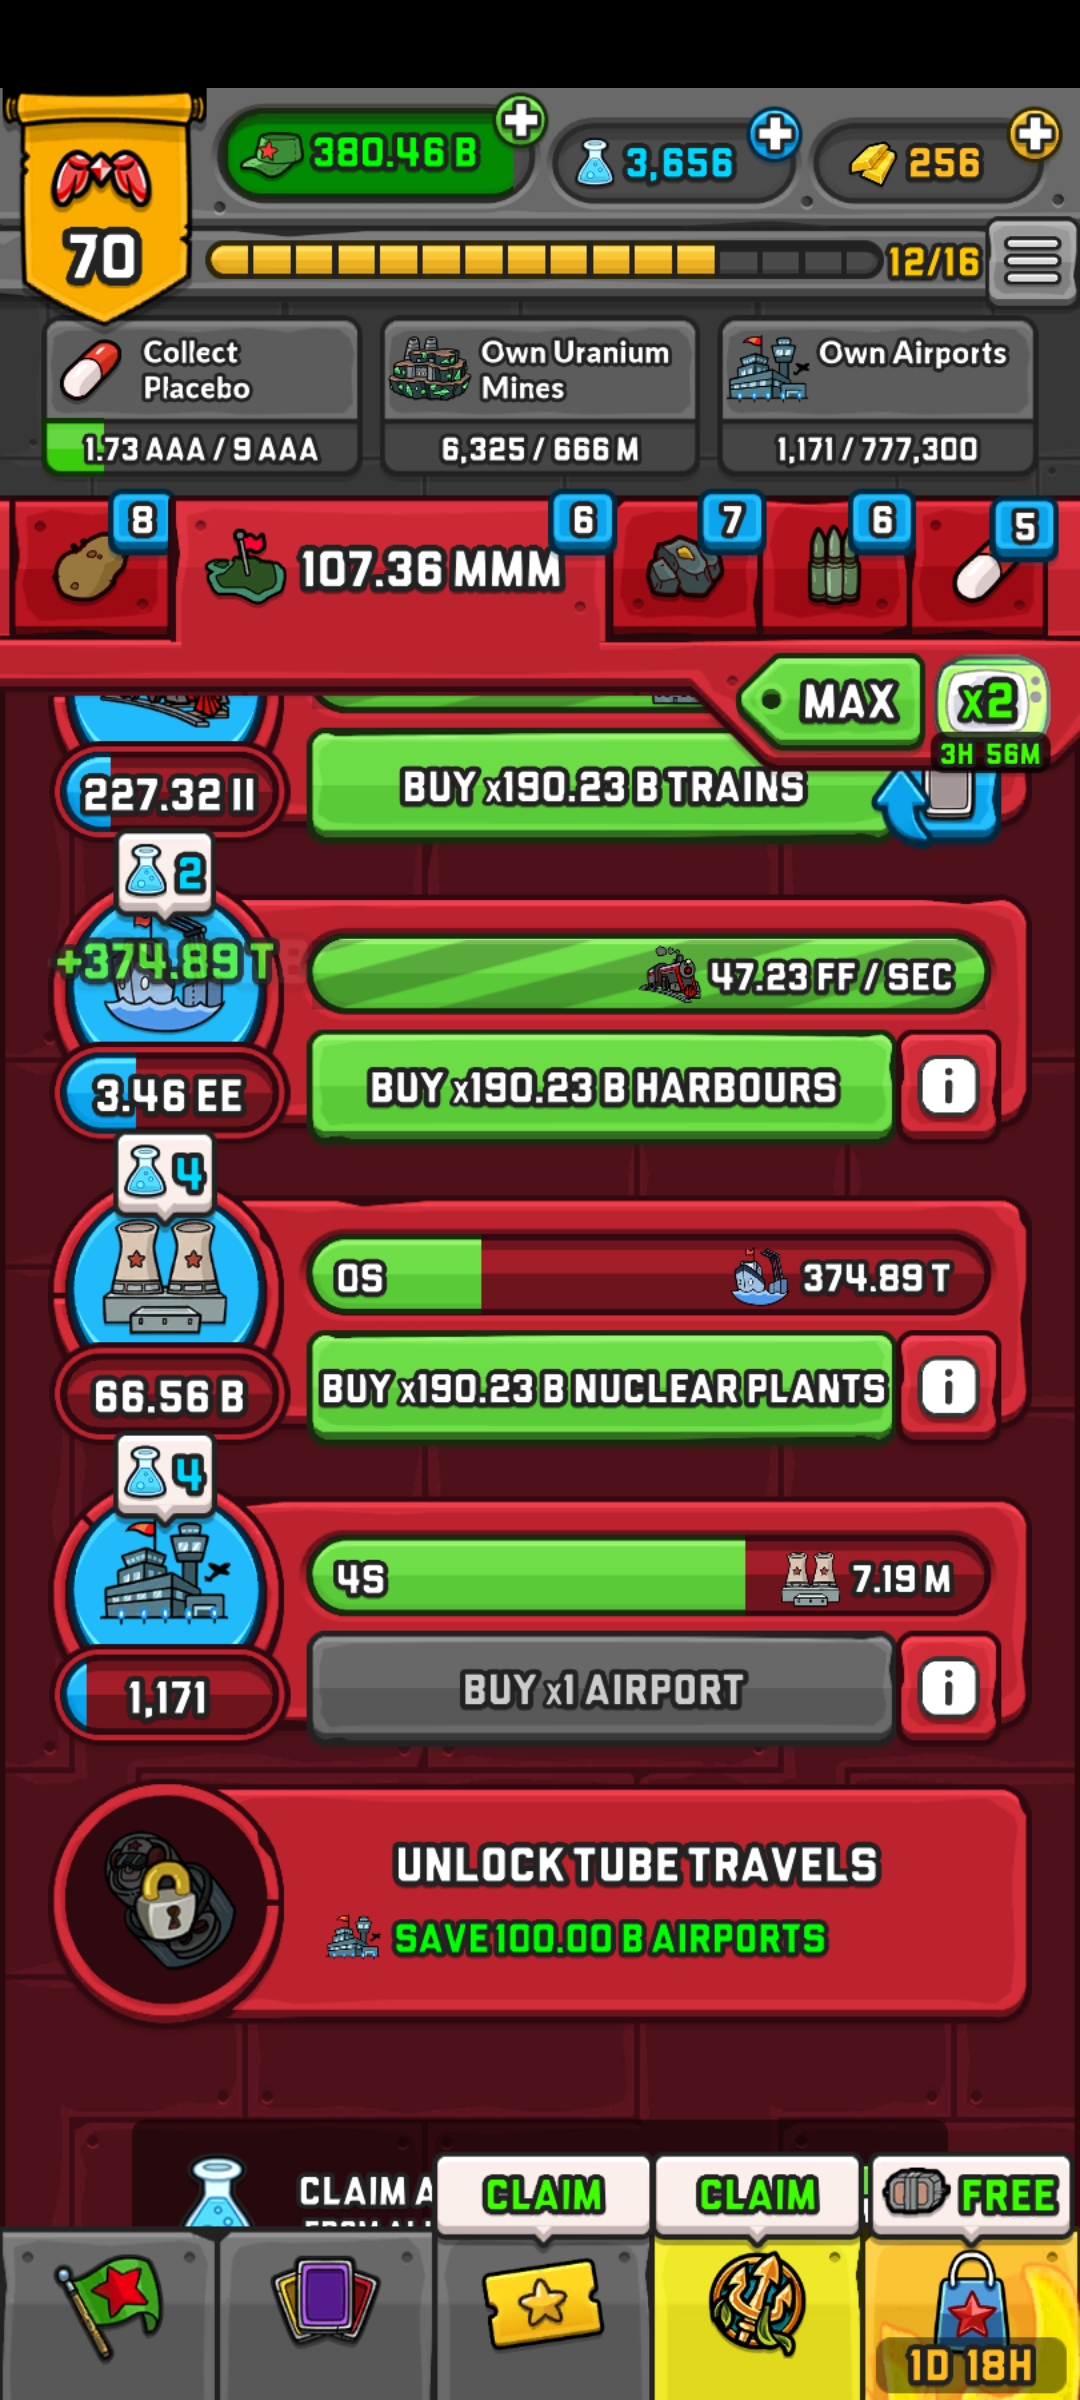 380.46 B
3,656
256
70
12/16
Collect
Placebo
1.73 AAA / 9 AAA
Own Uranium
Mines
6,325 / 666 M
Own Airports
1,171 / 777,300
8
107.36 MMM
6
7
6
5
MAX
x2
3H 56M
227.32 II
BUY x190.23 B TRAINS
2
+374.89 T
47.23 FF / SEC
3.46 EE
BUY x190.23 B HARBOURS
i
4
0S
374.89 T
66.56 B
BUY x190.23 B NUCLEAR PLANTS
i
4
4S
7.19 M
1,171
BUY x1 AIRPORT
i
UNLOCK TUBE TRAVELS
SAVE 100.00 B AIRPORTS
CLAIM A
CLAIM
CLAIM
FREE
1D 18H